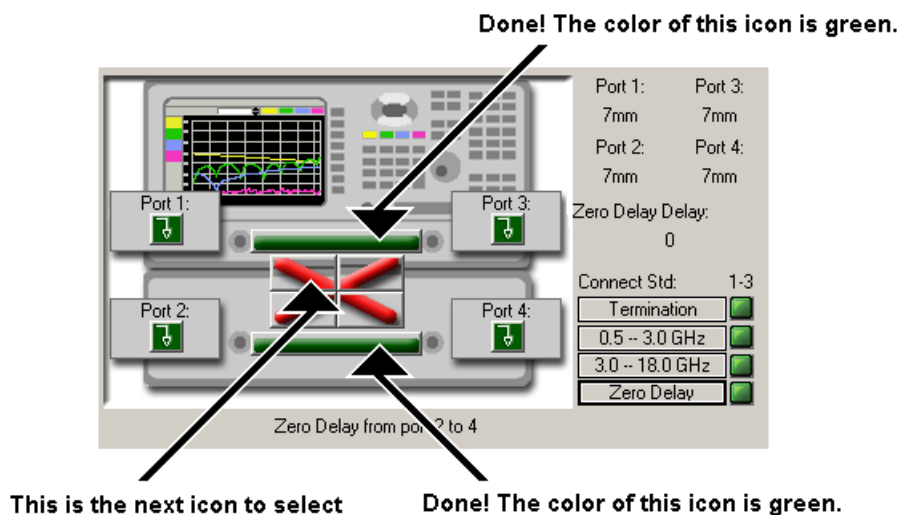 Done! The color of this icon is green.
Port 1: Port 3:
7mm 7mm
Port 2: Port 4:
7mm 7mm
Zero Delay Delay:
0
Port 1: Port 3:
Port 2: Port 4:
Connect Std: 1-3
Termination
0.5 -- 3.0 GHz
3.0 -- 18.0 GHz
Zero Delay
Zero Delay from port 2 to 4
This is the next icon to select
Done! The color of this icon is green.